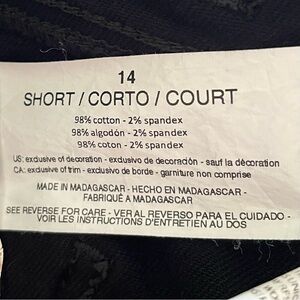 14
SHORT / CORTO / COURT
98% cotton - 2% spandex
98% algodón - 2% spandex
98% coton - 2% spandex
US: exclusive of decoration - exclusivo de decoración - sauf la décoration
CA: exclusive of trim - exclusivo de borde - garniture non comprise
MADE IN MADAGASCAR - HECHO EN MADAGASCAR -
FABRIQUÉ A MADAGASCAR
SEE REVERSE FOR CARE - VER AL REVERSO PARA EL CUIDADO -
VOIR LES INSTRUCTIONS D'ENTRETIEN AU DOS